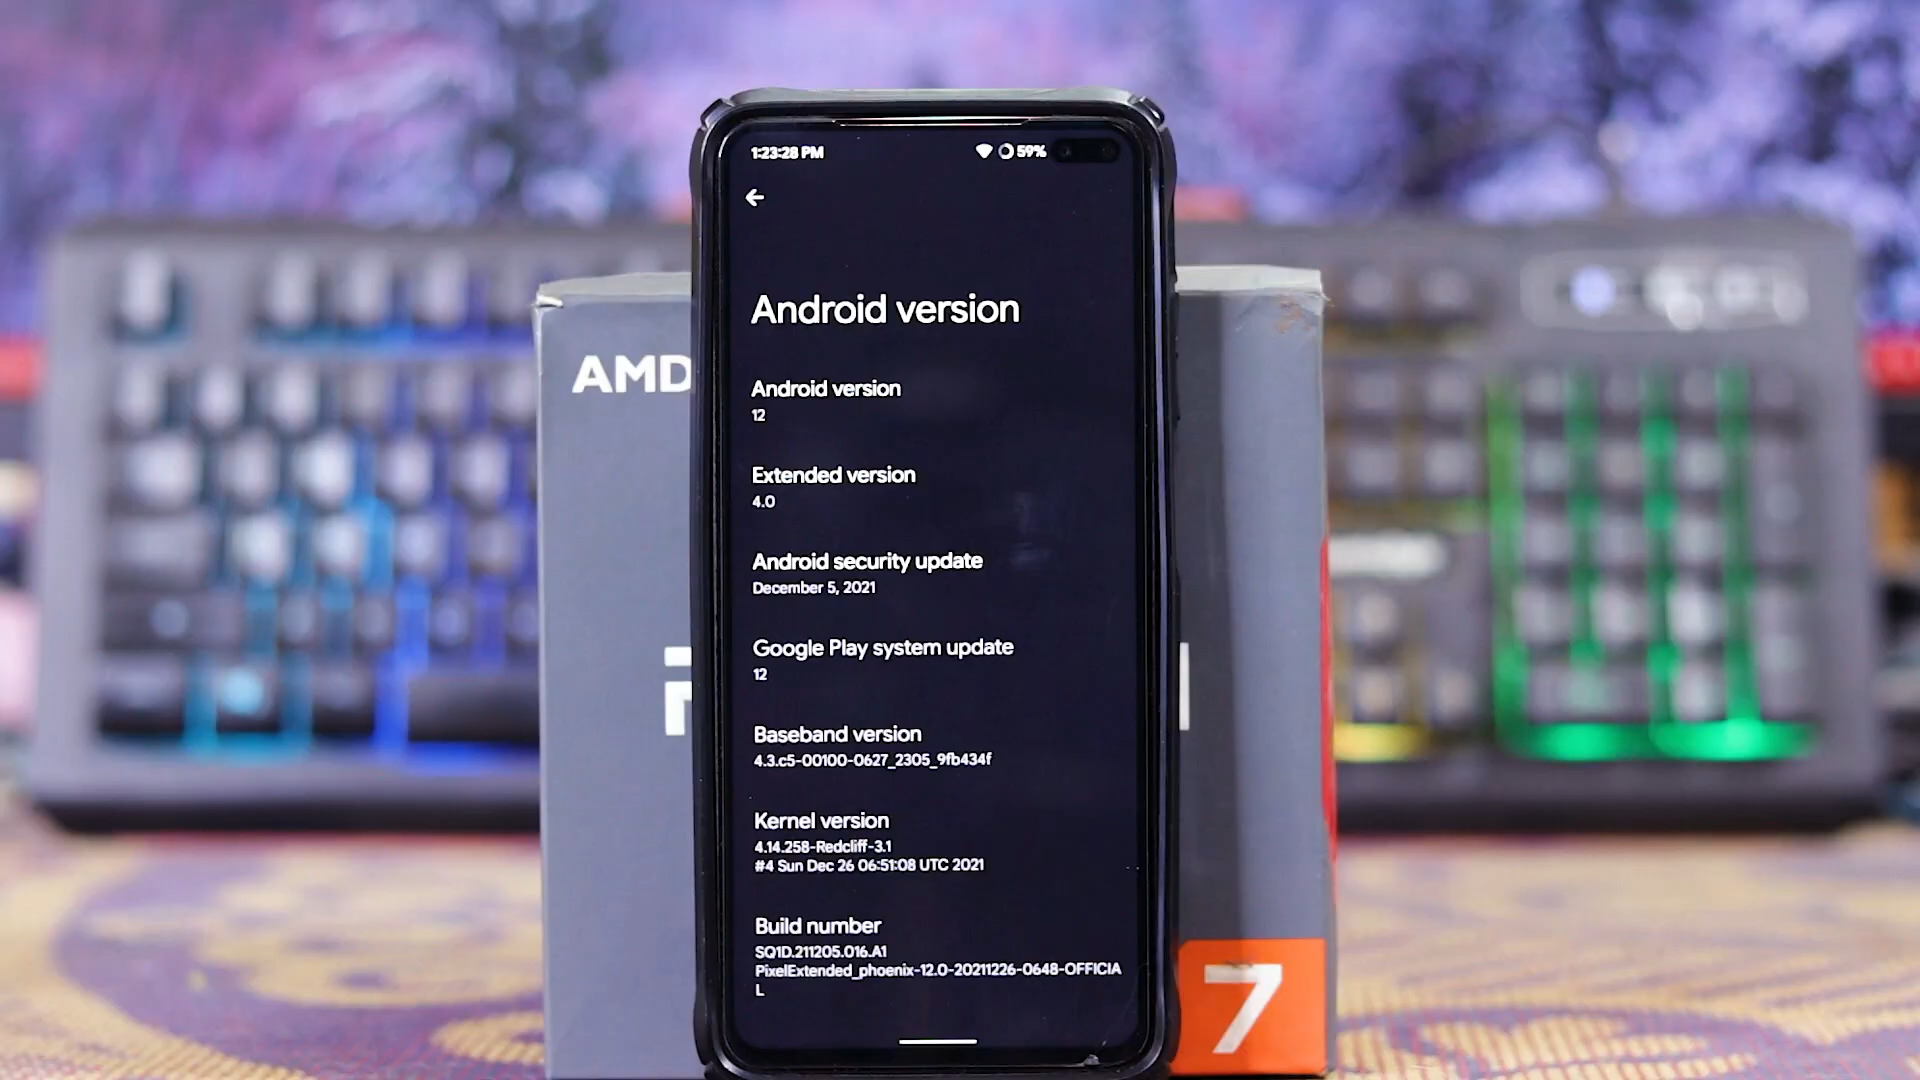 1:23:28 PM 59%
Android version
Android version
12
Extended version
4.0
Android security update
December 5, 2021
Google Play system update
12
Baseband version
4.3.c5-00100-0627_2305_9fb434f
Kernel version
4.14.258-Redcliff-3.1
#4 Sun Dec 26 06:51:08 UTC 2021
Build number
SQ1D.211205.016.A1
PixelExtended_phoenix-12.0-20211226-0648-OFFICIA
L
AMD
7